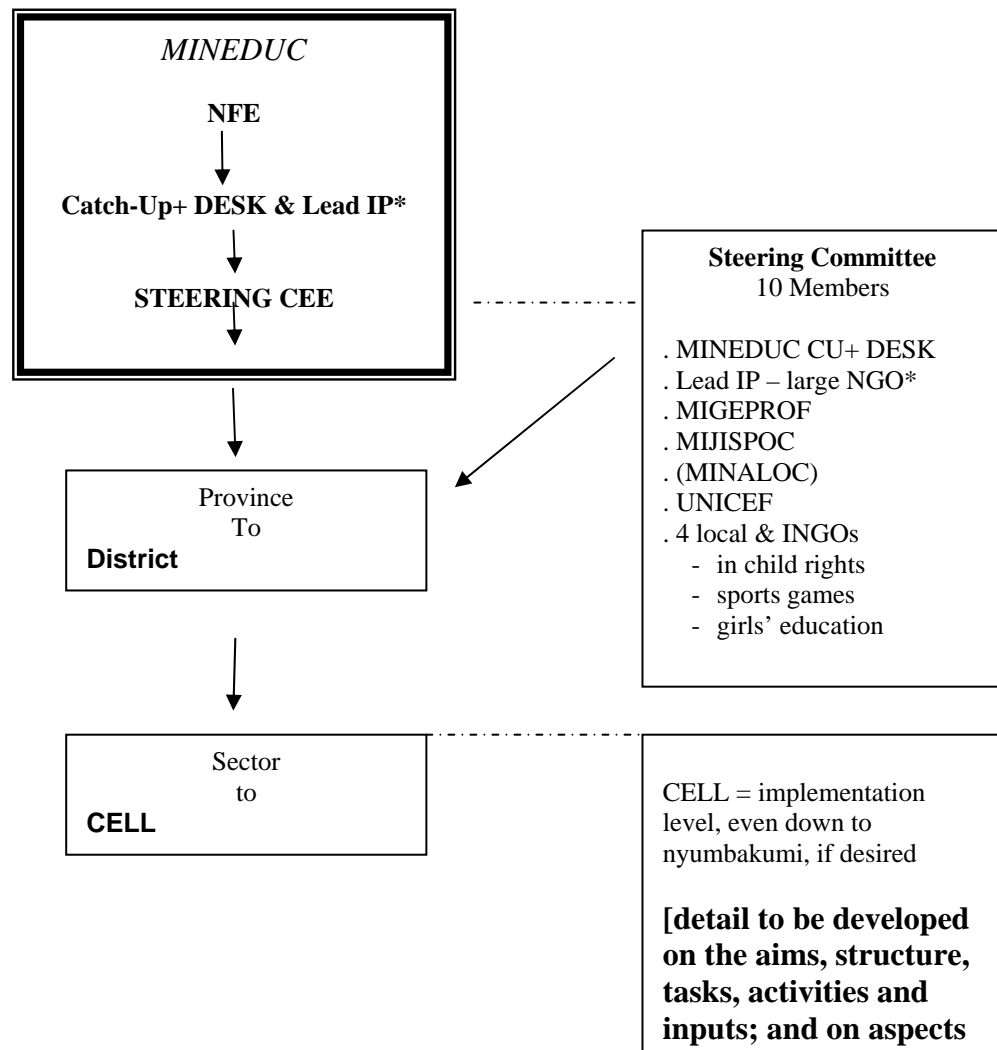 MINEDUC
NFE
Catch-Up+ DESK & Lead IP*
STEERING CEE
Steering Committee
10 Members
. MINEDUC CU+ DESK
. Lead IP – large NGO*
. MIGEPROF
. MIJISPOC
. (MINALOC)
. UNICEF
. 4 local & INGOs
- in child rights
- sports games
- girls’ education
Province
To
District
Sector
to
CELL
CELL = implementation
level, even down to
nyumbakumi, if desired
[detail to be developed
on the aims, structure,
tasks, activities and
inputs; and on aspects